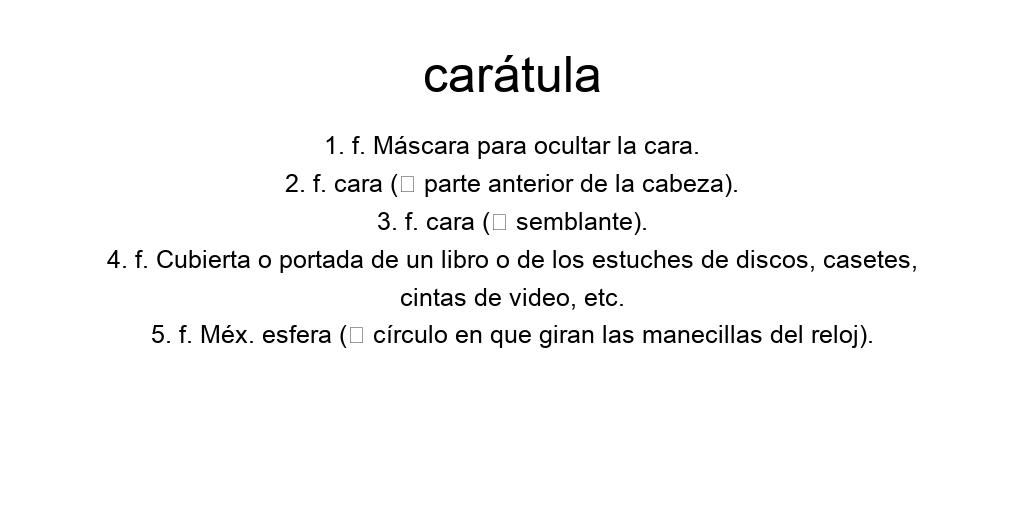 carátula
1. f. Máscara para ocultar la cara.
2. f. cara (□ parte anterior de la cabeza).
3. f. cara (□ semblante).
4. f. Cubierta o portada de un libro o de los estuches de discos, casetes,
cintas de video, etc.
5. f. Méx. esfera (□ círculo en que giran las manecillas del reloj).